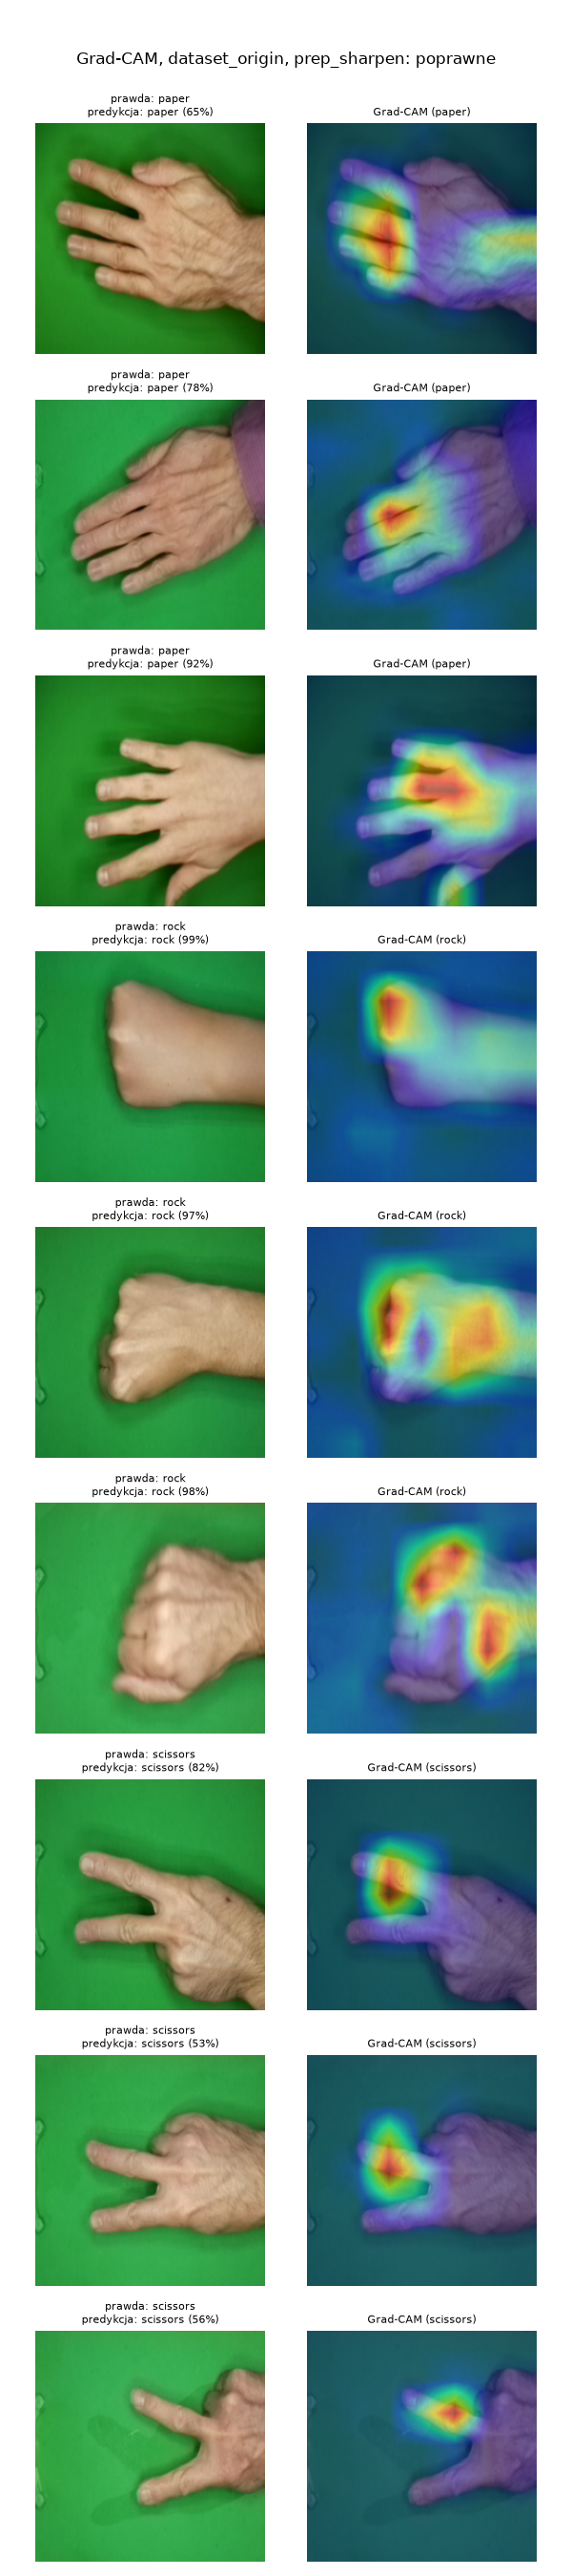 Grad-CAM, dataset_origin, prep_sharpen: poprawne
prawda: paper
predykcja: paper (65%)
Grad-CAM (paper)
prawda: paper
predykcja: paper (78%)
Grad-CAM (paper)
prawda: paper
predykcja: paper (92%)
Grad-CAM (paper)
prawda: rock
predykcja: rock (99%)
Grad-CAM (rock)
prawda: rock
predykcja: rock (97%)
Grad-CAM (rock)
prawda: rock
predykcja: rock (98%)
Grad-CAM (rock)
prawda: scissors
predykcja: scissors (82%)
Grad-CAM (scissors)
prawda: scissors
predykcja: scissors (53%)
Grad-CAM (scissors)
prawda: scissors
predykcja: scissors (56%)
Grad-CAM (scissors)